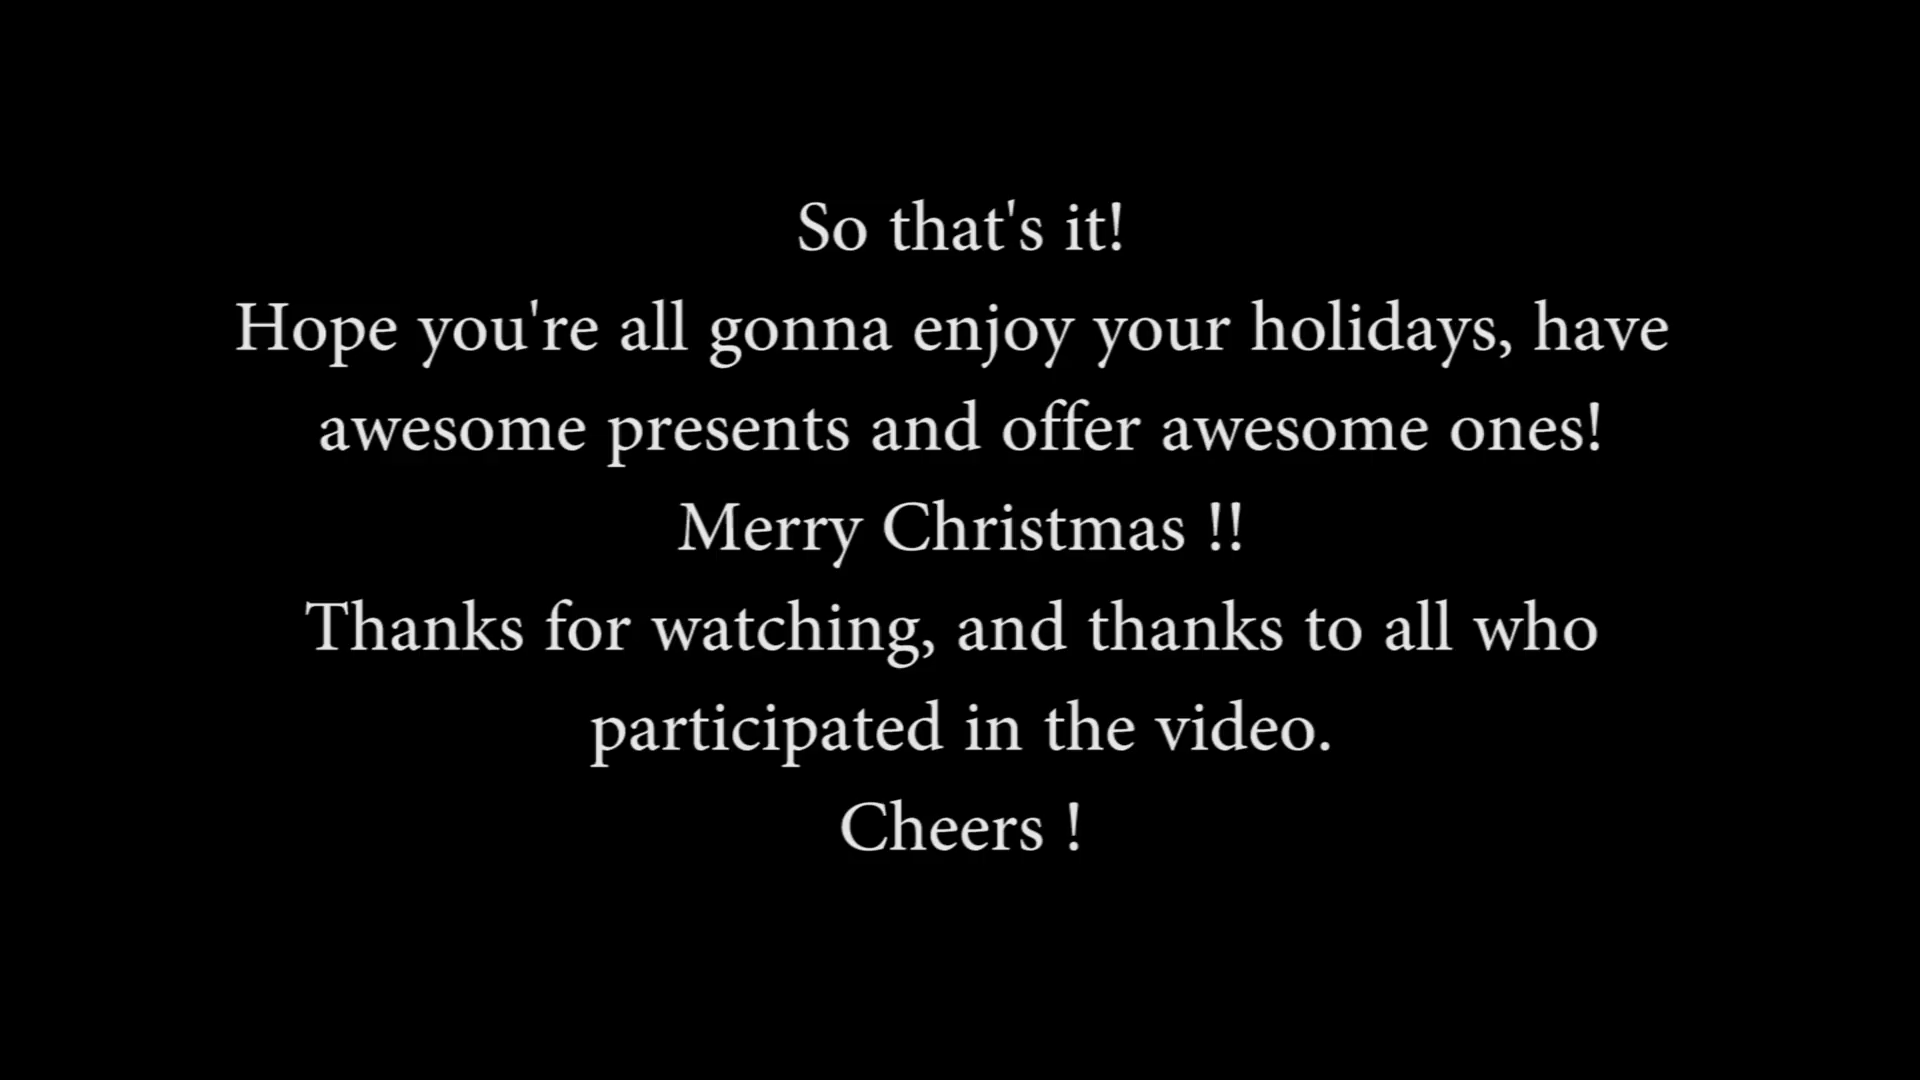 So that's it!
Hope you're all gonna enjoy your holidays, have
awesome presents and offer awesome ones!
Merry Christmas !!
Thanks for watching, and thanks to all who
participated in the video.
Cheers !